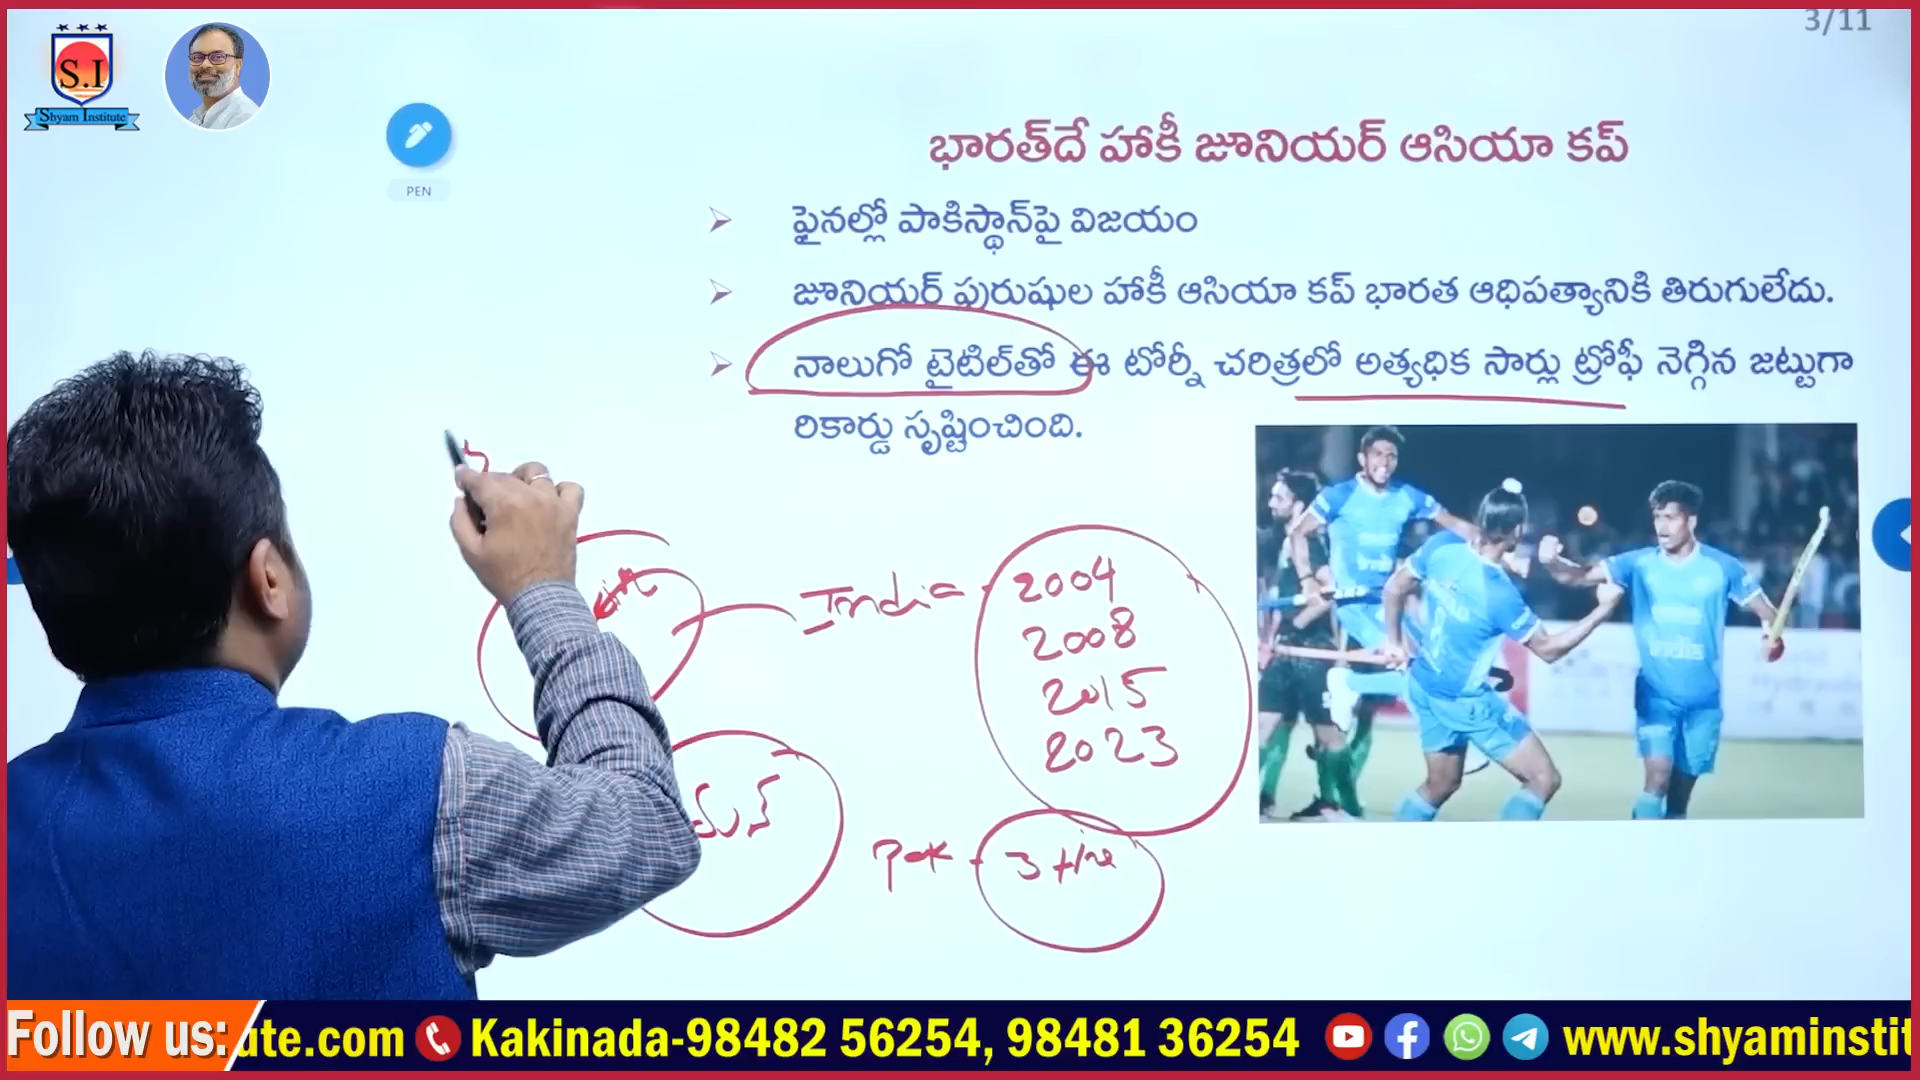 3/11
S.I
Shyam Institute
PEN
భారత్‌దే హాకీ జూనియర్ ఆసియా కప్
ఫైనల్లో పాకిస్థాన్‌పై విజయం
జూనియర్ పురుషుల హాకీ ఆసియా కప్ భారత ఆధిపత్యానికి తిరుగులేదు.
నాలుగో టైటిల్‌తో ఈ టోర్నీ చరిత్రలో అత్యధిక సార్లు ట్రోఫీ నెగ్గిన జట్టుగా
రికార్డు సృష్టించింది.
India - 2004
2008
2015
2023
Pak - 3
India
Follow us:
ute.com Kakinada-98482 56254, 98481 36254 www.shyaminstit